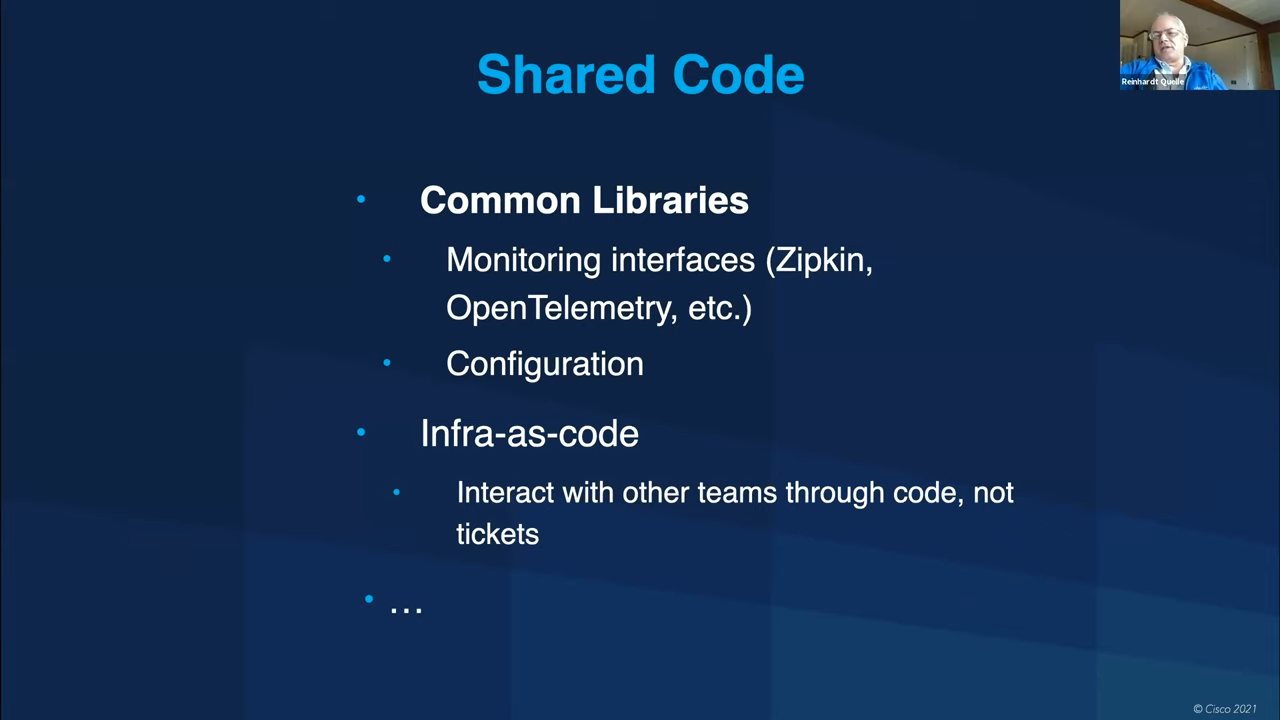 Shared Code
Reinhardt Quelle
• Common Libraries
• Monitoring interfaces (Zipkin,
OpenTelemetry, etc.)
• Configuration
• Infra-as-code
• Interact with other teams through code, not
tickets
• …
© Cisco 2021